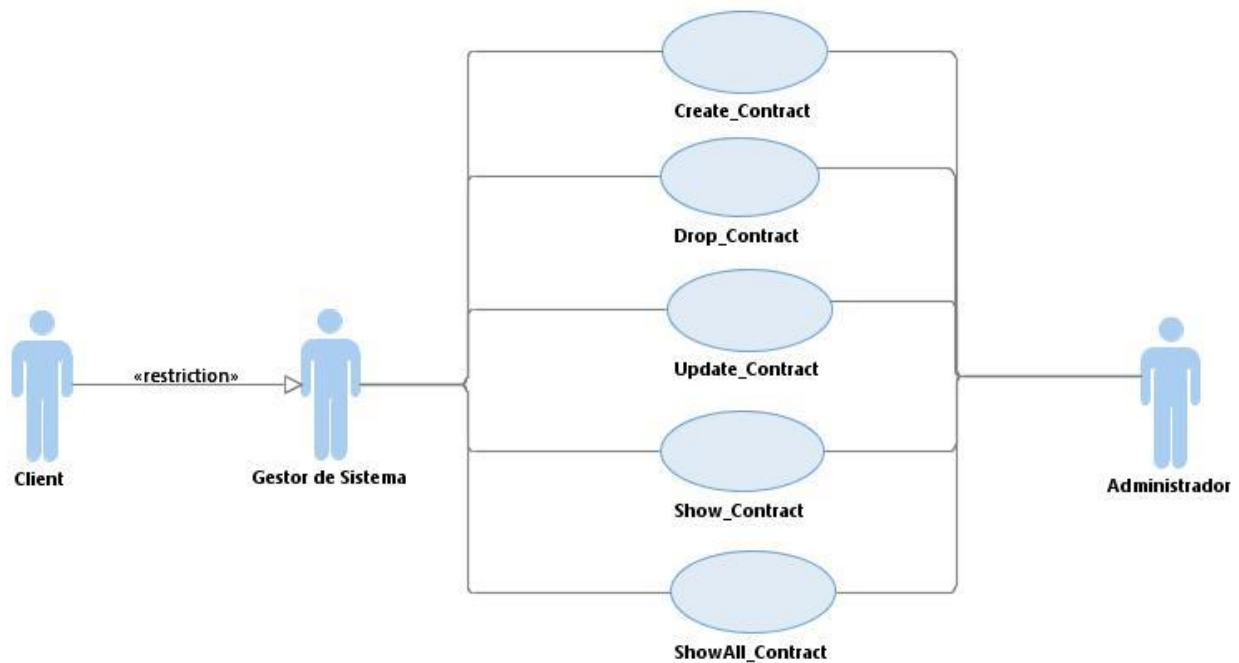 Create_Contract
Drop_Contract
Update_Contract
«restriction»
Client
Gestor de Sistema
Administrador
Show_Contract
ShowAll_Contract